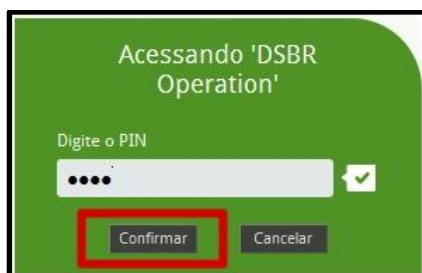 Acessando 'DSBR
Operation'
Digite o PIN
••••
Confirmar Cancelar